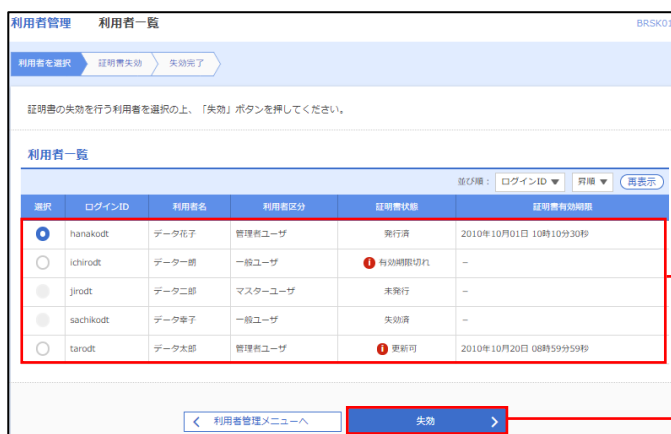 利用者管理 利用者一覧 BRSK01
利用者を選択 証明書失効 失効完了
証明書の失効を行う利用者を選択の上、「失効」ボタンを押してください。
利用者一覧
並び順： ログインID ▼ 昇順 ▼ 再表示
選択 ログインID 利用者名 利用者区分 証明書状態 証明書有効期限
hanakodt データ花子 管理者ユーザ 発行済 2010年10月01日 10時10分30秒
ichirodt データ一朗 一般ユーザ 有効期限切れ －
jirodt データ二郎 マスターユーザ 未発行 －
sachikodt データ幸子 一般ユーザ 失効済 －
tarodt データ太郎 管理者ユーザ 更新可 2010年10月20日 08時59分59秒
利用者管理メニューへ 失効